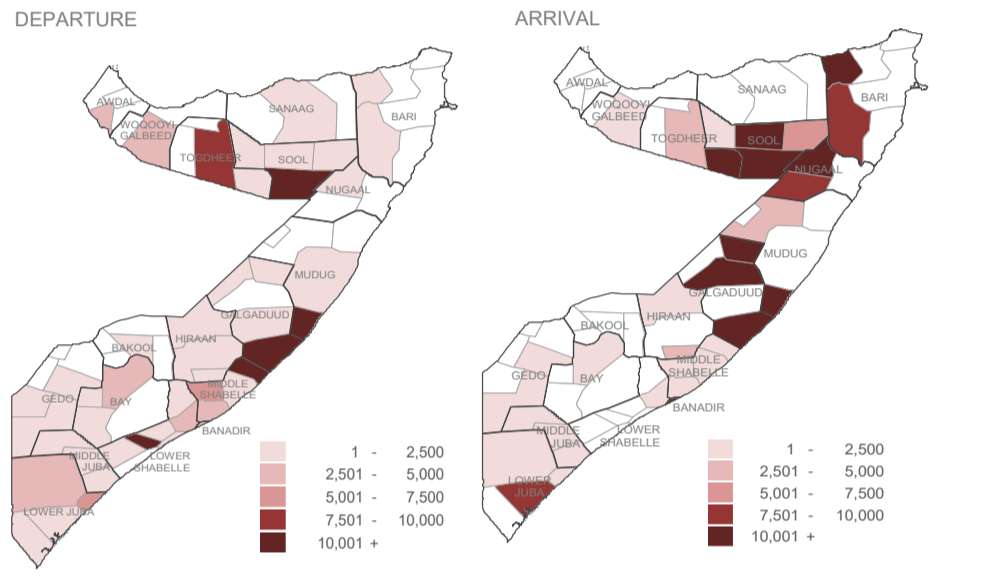 DEPARTURE
AWDAL
WOQOOYI
GALBEED
TOGDHEER
SANAAG
SOOL
BARI
NUGAAL
MUDUG
GALGADUUD
HIRAAN
BAKOOL
GEDO
BAY
MIDDLE
SHABELLE
BANADIR
LOWER
SHABELLE
MIDDLE
JUBA
LOWER JUBA
1 - 2,500
2,501 - 5,000
5,001 - 7,500
7,501 - 10,000
10,001 +
ARRIVAL
AWDAL
WOQOOYI
GALBEED
TOGDHEER
SANAAG
SOOL
BARI
NUGAAL
MUDUG
GALGADUUD
HIRAAN
BAKOOL
GEDO
BAY
MIDDLE
SHABELLE
BANADIR
LOWER
SHABELLE
MIDDLE
JUBA
LOWER
JUBA
1 - 2,500
2,501 - 5,000
5,001 - 7,500
7,501 - 10,000
10,001 +